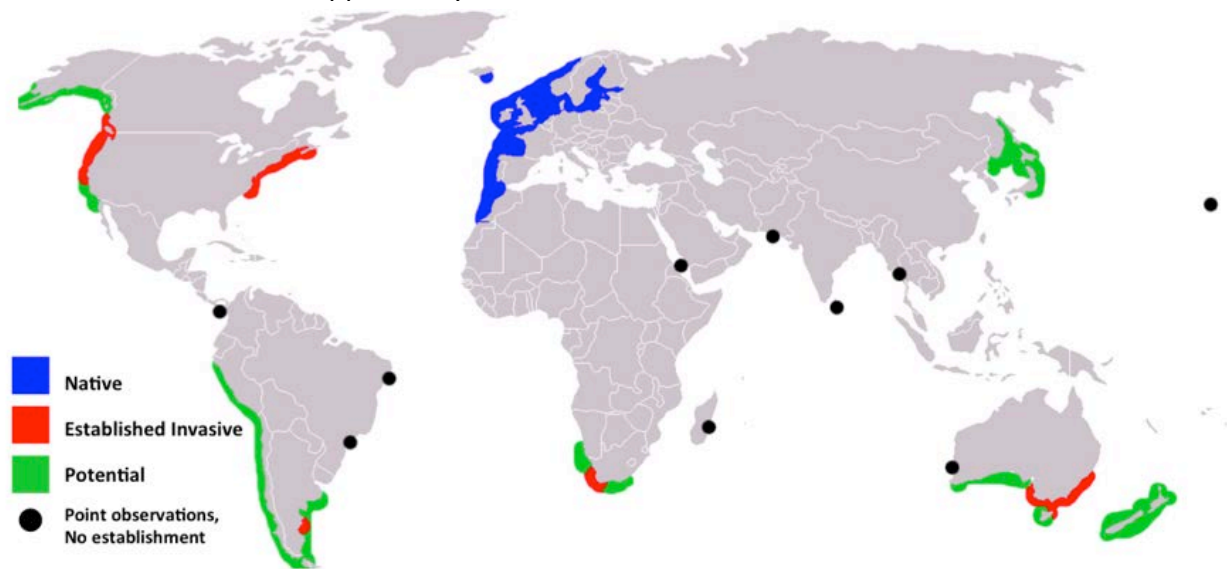 Native
Established Invasive
Potential
Point observations,
No establishment